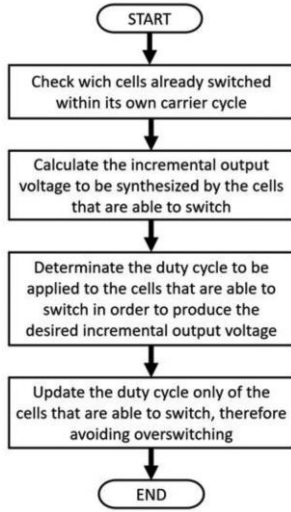 START
Check wich cells already switched
within its own carrier cycle
Calculate the incremental output
voltage to be synthesized by the cells
that are able to switch
Determinate the duty cycle to be
applied to the cells that are able to
switch in order to produce the
desired incremental output voltage
Update the duty cycle only of the
cells that are able to switch, therefore
avoiding overswitching
END